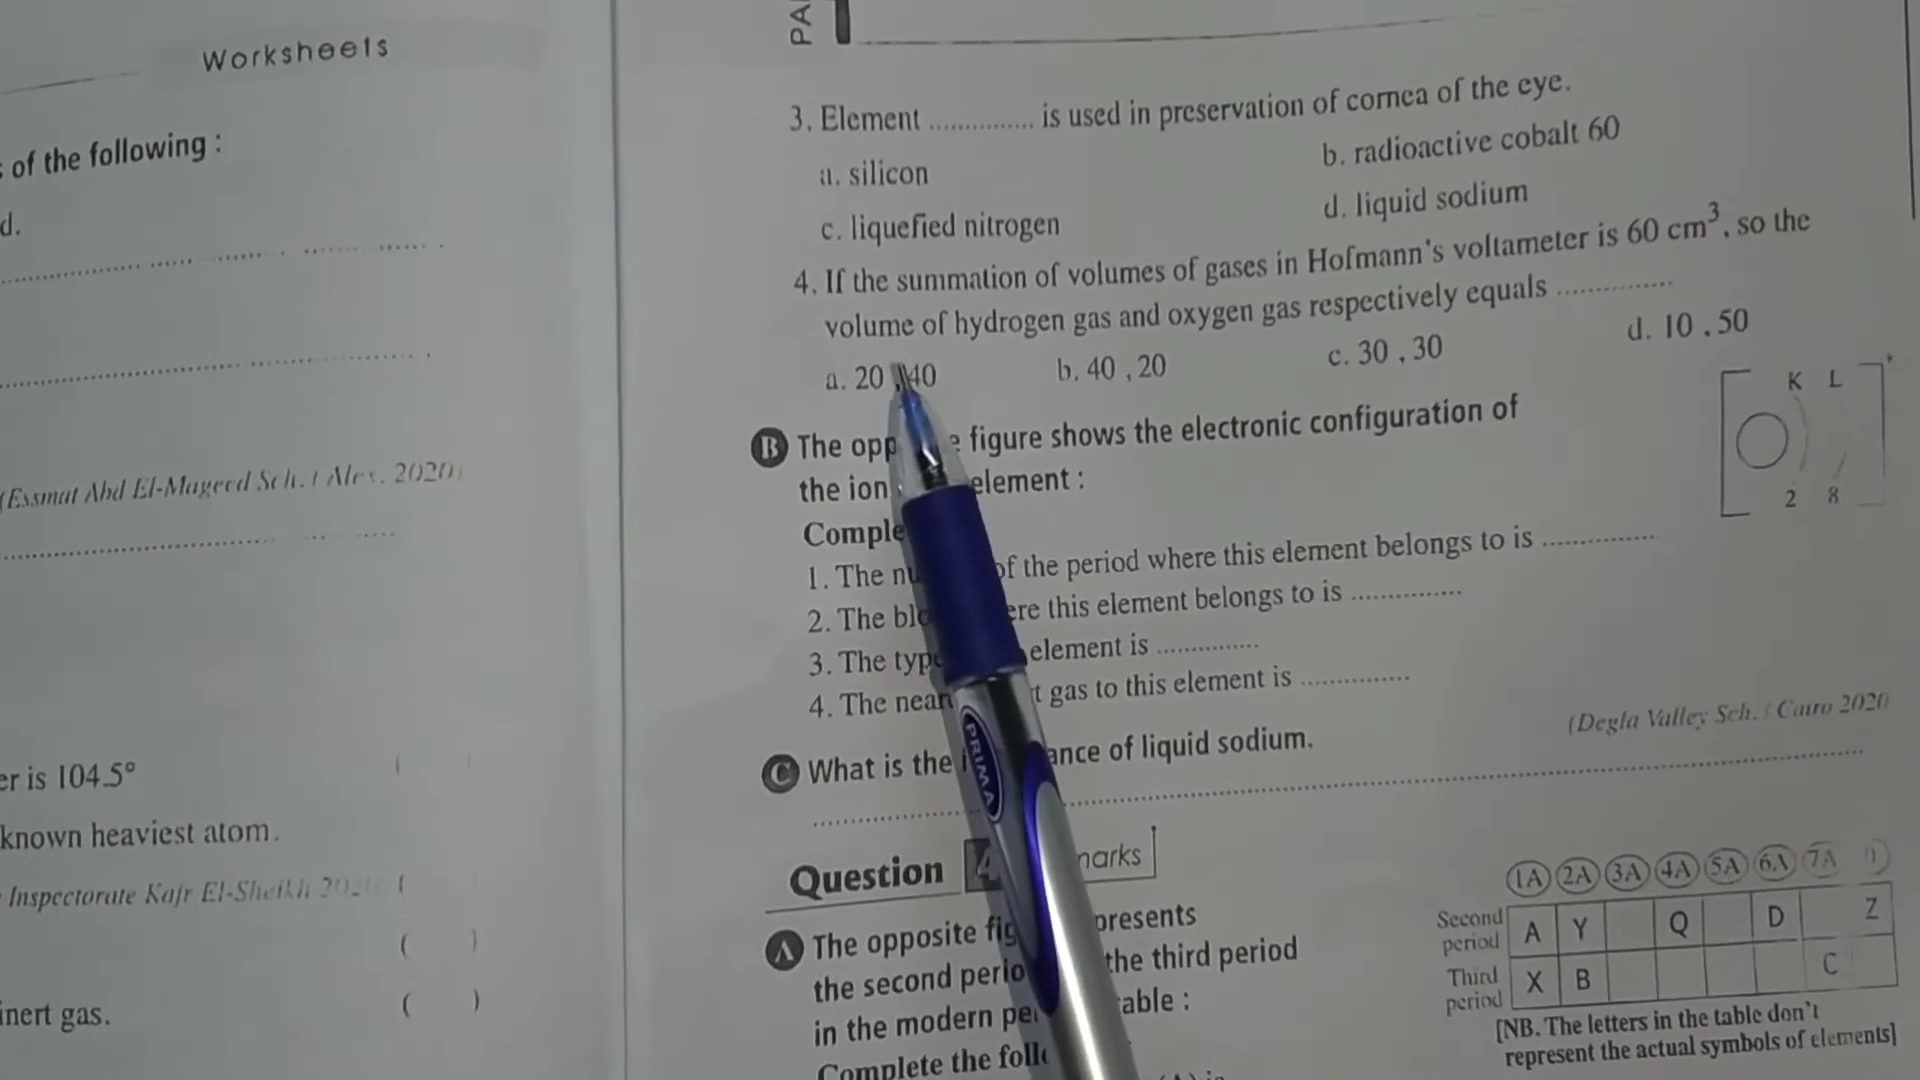 Worksheets
of the following :
d.
(Essmat Abd El-Mageed Sch. / Alex. 2020)
er is 104.5° ( )
known heaviest atom.
Inspectorate Kafr El-Sheikh 2020 (
( )
inert gas. ( )
PA
3. Element .............. is used in preservation of cornea of the eye.
a. silicon b. radioactive cobalt 60
c. liquefied nitrogen d. liquid sodium
4. If the summation of volumes of gases in Hofmann's voltameter is 60 cm³, so the
volume of hydrogen gas and oxygen gas respectively equals ..............
a. 20 , 40 b. 40 , 20 c. 30 , 30 d. 10 , 50
B The opp e figure shows the electronic configuration of
the ion element :
Comple
K L
2 8
+
1. The nu of the period where this element belongs to is ..............
2. The blo ere this element belongs to is ..............
3. The type element is ..............
4. The near t gas to this element is ..............
(Degla Valley Sch. / Cairo 2020
C What is the i ance of liquid sodium.
Question 4 marks
A The opposite fig presents
the second perio the third period
in the modern pe able :
Complete the follo
1A 2A 3A 4A 5A 6A 7A 0
Second period A Y Q D Z
Third period X B C
[NB. The letters in the table don't
represent the actual symbols of elements]
PRIMA